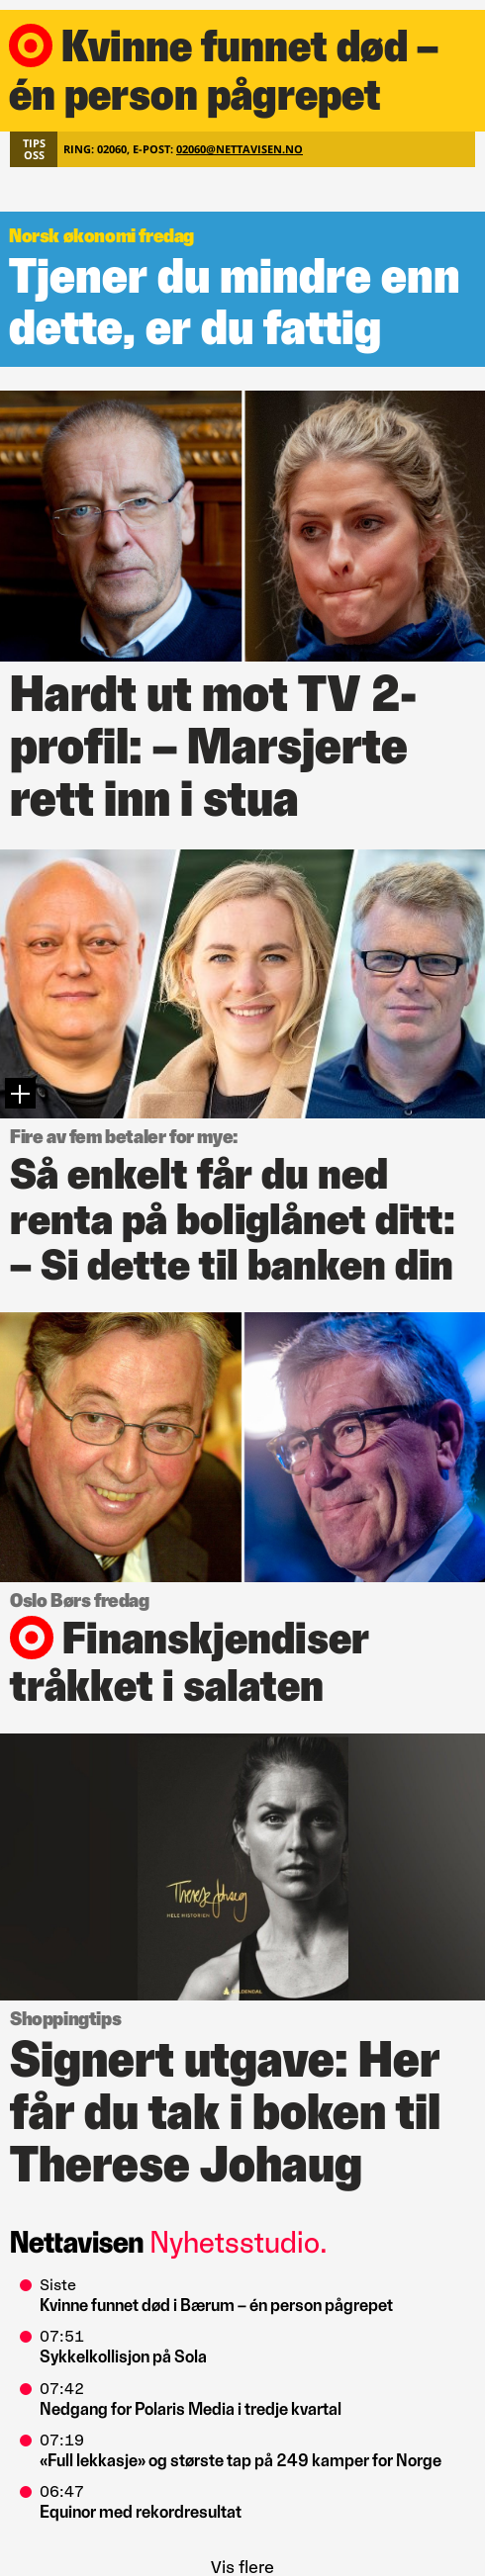 Kvinne funnet død –
én person pågrepet
TIPS
OSS
RING: 02060, E-POST: 02060@NETTAVISEN.NO
Norsk økonomi fredag
Tjener du mindre enn
dette, er du fattig
Hardt ut mot TV 2-
profil: – Marsjerte
rett inn i stua
Fire av fem betaler for mye:
Så enkelt får du ned
renta på boliglånet ditt:
– Si dette til banken din
Oslo Børs fredag
Finanskjendiser
tråkket i salaten
Therese Johaug
HELE HISTORIEN
GYLDENDAL
Shoppingtips
Signert utgave: Her
får du tak i boken til
Therese Johaug
Nettavisen Nyhetsstudio.
Siste
Kvinne funnet død i Bærum – én person pågrepet
07:51
Sykkelkollisjon på Sola
07:42
Nedgang for Polaris Media i tredje kvartal
07:19
«Full lekkasje» og største tap på 249 kamper for Norge
06:47
Equinor med rekordresultat
Vis flere